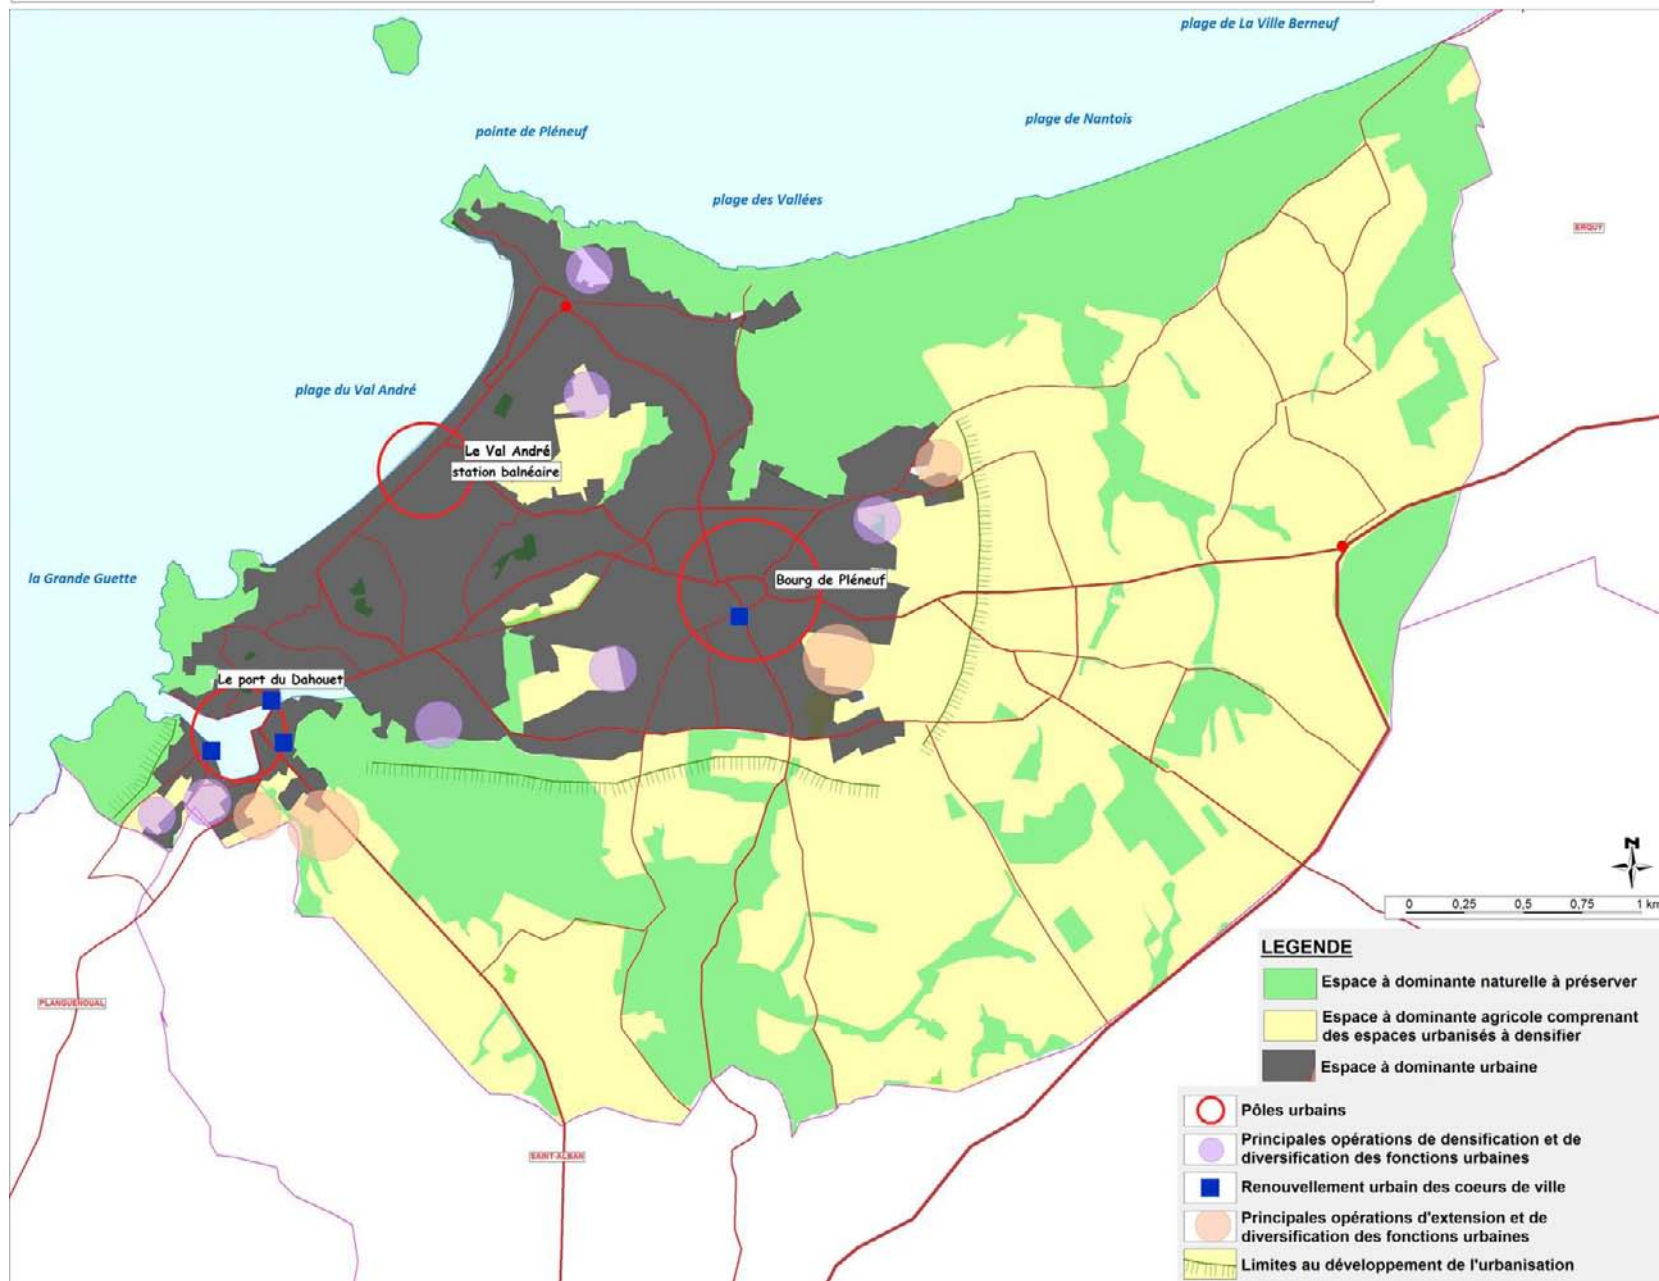 plage de La Ville Berneuf
plage de Nantois
pointe de Pléneuf
plage des Vallées
ERQUY
plage du Val André
Le Val André
station balnéaire
la Grande Guette
Bourg de Pléneuf
Le port du Dahouet
N
0 0,25 0,5 0,75 1 km
PLANGUENOUAL
SAINT-ALBAN
LEGENDE
Espace à dominante naturelle à préserver
Espace à dominante agricole comprenant
des espaces urbanisés à densifier
Espace à dominante urbaine
Pôles urbains
Principales opérations de densification et de
diversification des fonctions urbaines
Renouvellement urbain des coeurs de ville
Principales opérations d'extension et de
diversification des fonctions urbaines
Limites au développement de l'urbanisation